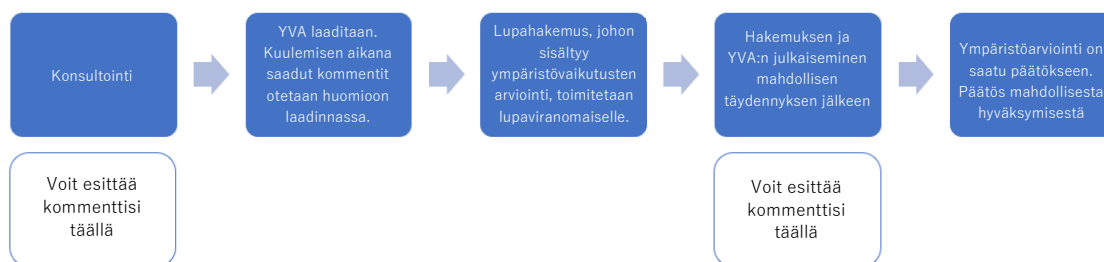 Konsultointi
YVA laaditaan.
Kuulemisen aikana
saadut kommentit
otetaan huomioon
laadinnassa.
Lupahakemus, johon
sisältyy
ympäristövaikutusten
arviointi, toimitetaan
lupaviranomaiselle.
Hakemuksen ja
YVA:n julkaiseminen
mahdollisen
täydennyksen jälkeen
Ympäristöarviointi on
saatu päätökseen.
Päätös mahdollisesta
hyväksymisestä
Voit esittää
kommenttisi
täällä
Voit esittää
kommenttisi
täällä